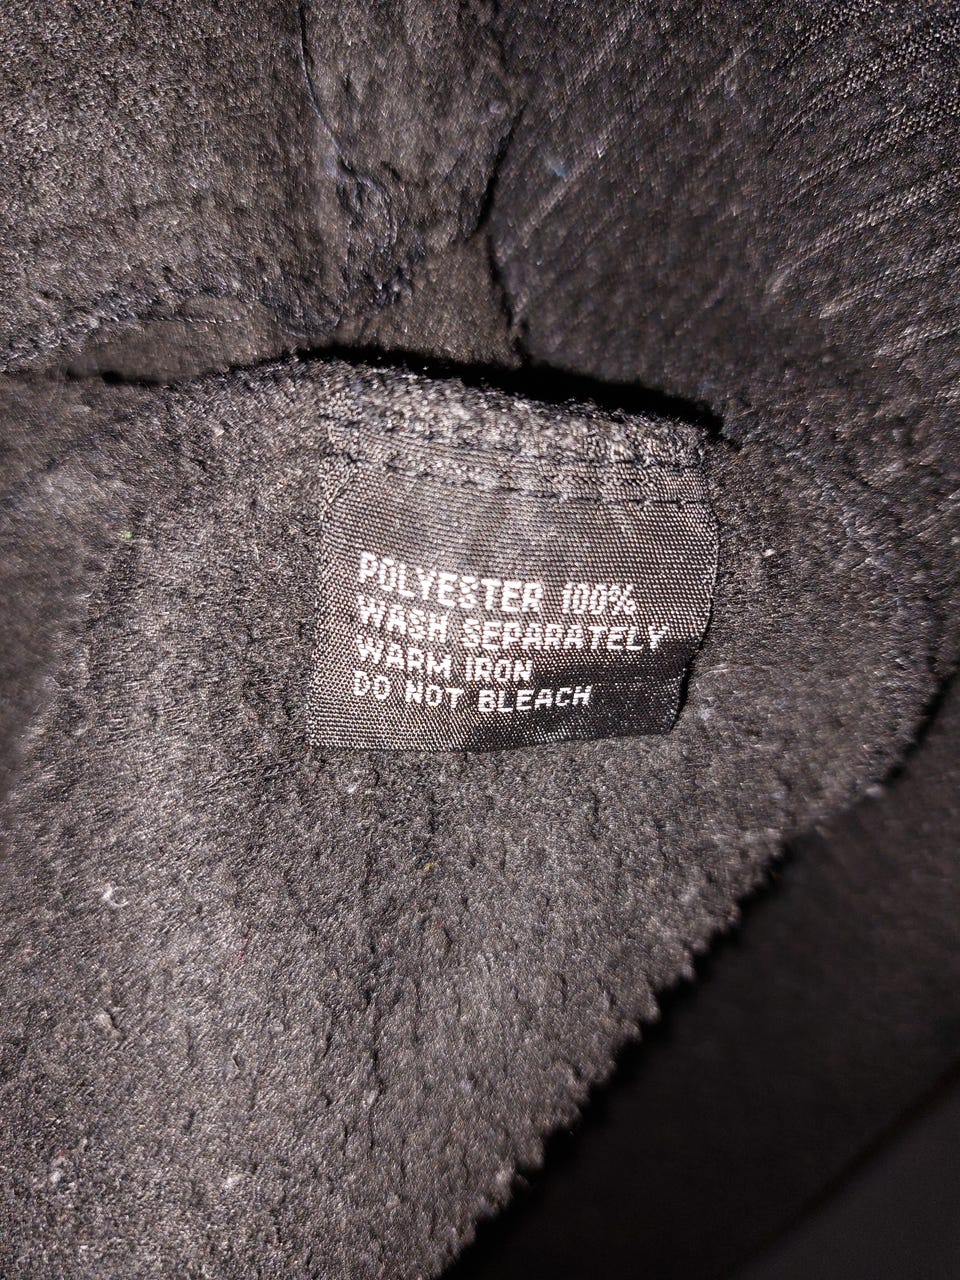 POLYESTER 100%
WASH SEPARATELY
WARM IRON
DO NOT BLEACH